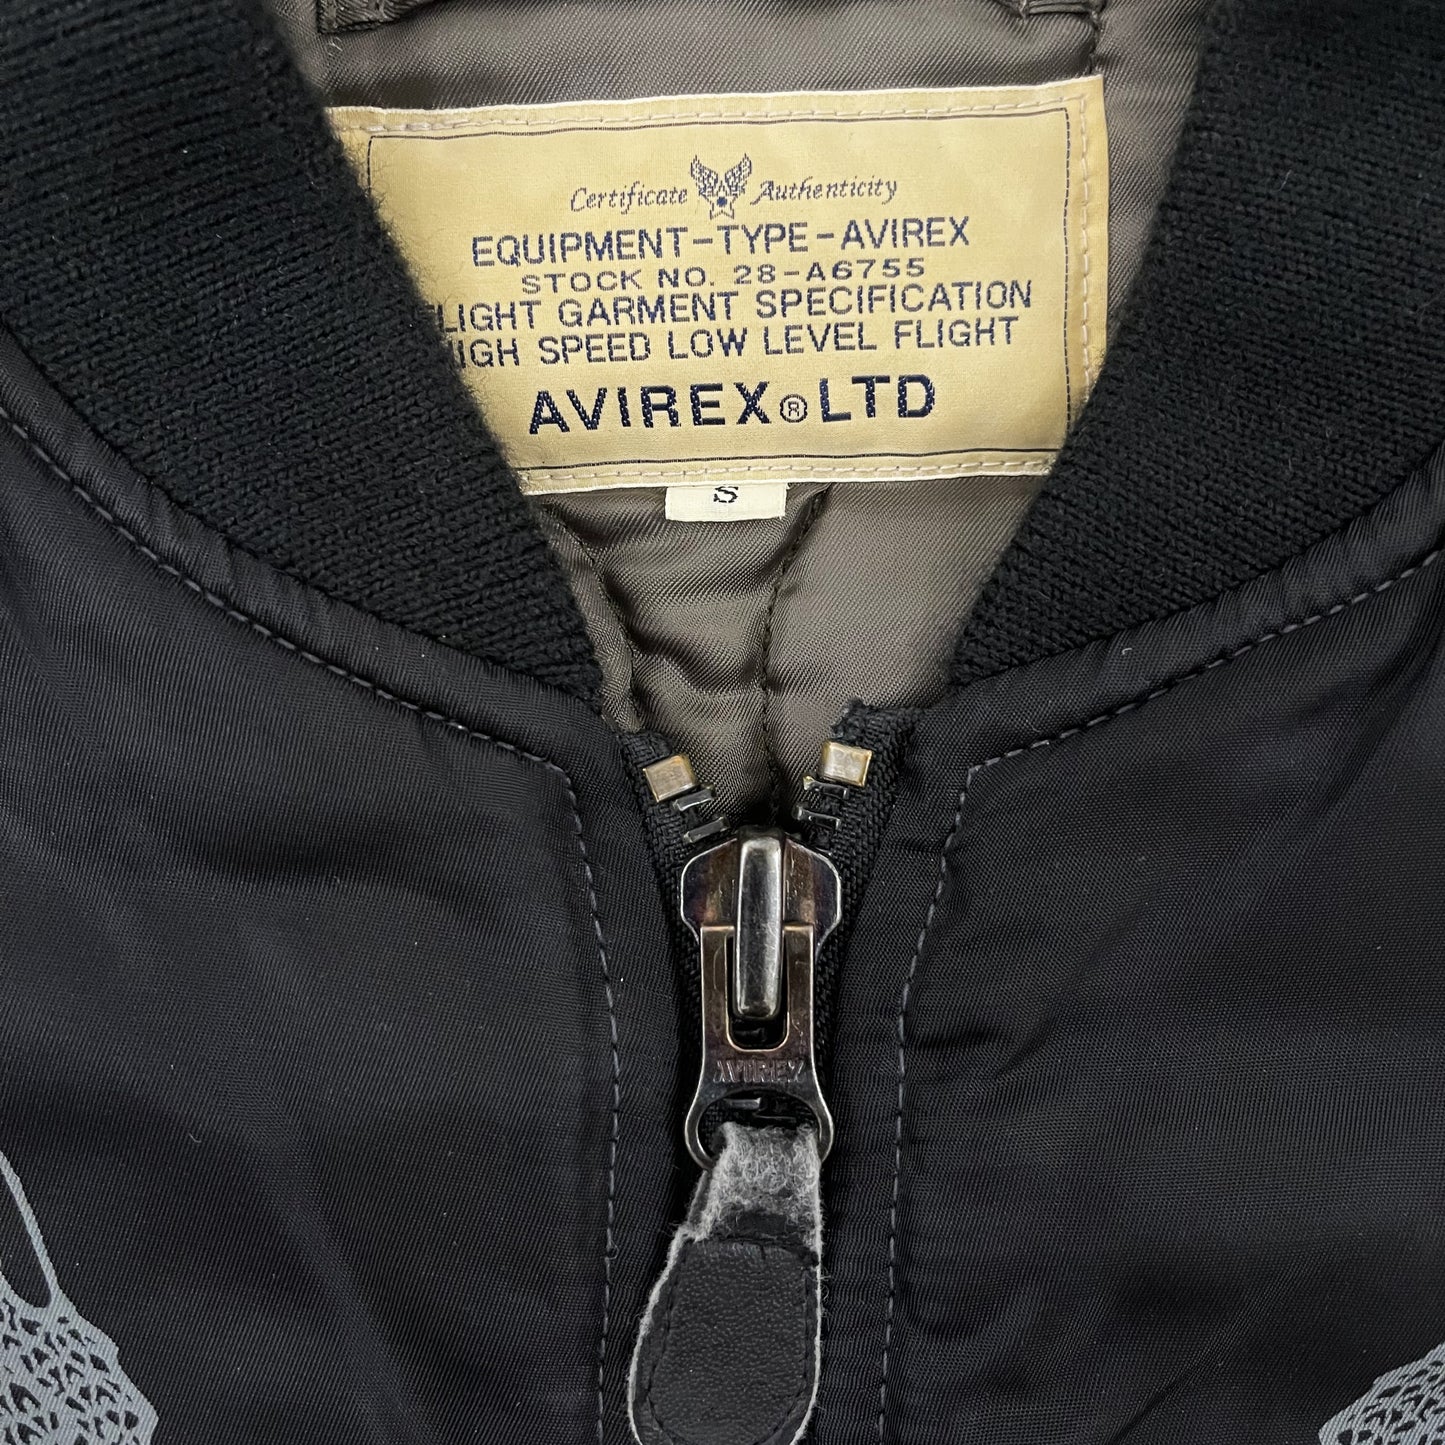 Certificate Authenticity
EQUIPMENT-TYPE-AVIREX
STOCK NO. 28-A6755
LIGHT GARMENT SPECIFICATION
HIGH SPEED LOW LEVEL FLIGHT
AVIREX® LTD
S
AVIREX